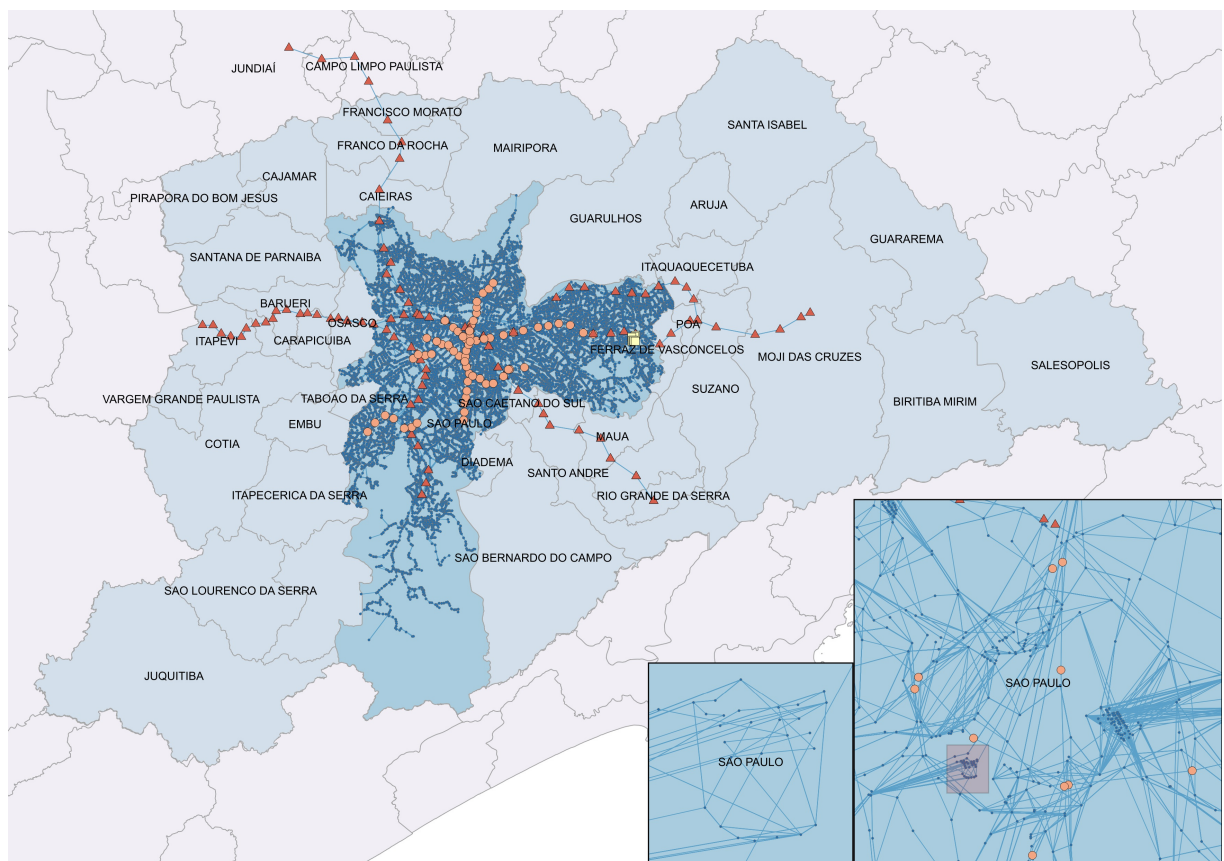 JUNDIAÍ
CAMPO LIMPO PAULISTA
FRANCISCO MORATO
FRANCO DA ROCHA
MAIRIPORA
SANTA ISABEL
CAJAMAR
PIRAPORA DO BOM JESUS
CAIEIRAS
GUARULHOS
ARUJA
GUARAREMA
SANTANA DE PARNAIBA
ITAQUAQUECETUBA
BARUERI
OSASCO
ITAPEVI
CARAPICUIBA
POA
FERRAZ DE VASCONCELOS
MOJI DAS CRUZES
SALESOPOLIS
SUZANO
VARGEM GRANDE PAULISTA
TABOAO DA SERRA
SAO CAETANO DO SUL
BIRITIBA MIRIM
EMBU
SAO PAULO
COTIA
MAUA
DIADEMA
SANTO ANDRE
ITAPECERICA DA SERRA
RIO GRANDE DA SERRA
SAO BERNARDO DO CAMPO
SAO LOURENCO DA SERRA
JUQUITIBA
SAO PAULO
SAO PAULO